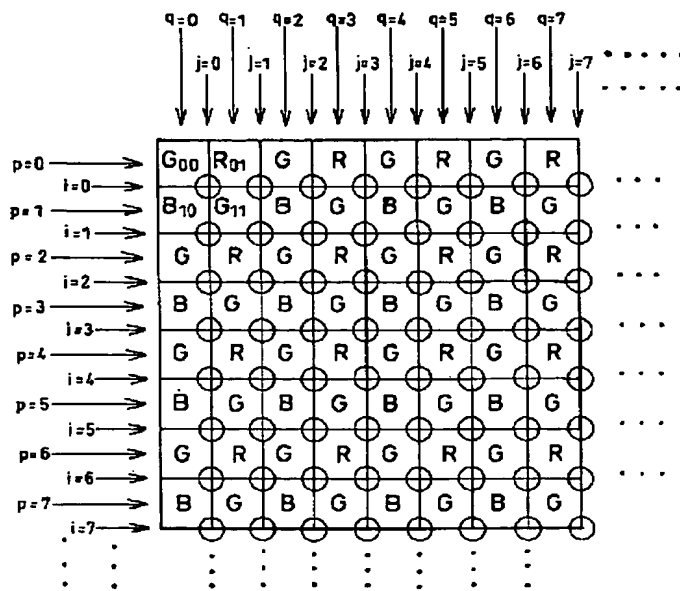 q=0 q=1 q=2 q=3 q=4 q=5 q=6 q=7
j=0 j=1 j=2 j=3 j=4 j=5 j=6 j=7
p=0 G00 R01 G R G R G R
i=0
p=1 B10 G11 B G B G B G
i=1
p=2 G R G R G R G R
i=2
p=3 B G B G B G B G
i=3
p=4 G R G R G R G R
i=4
p=5 B G B G B G B G
i=5
p=6 G R G R G R G R
i=6
p=7 B G B G B G B G
i=7